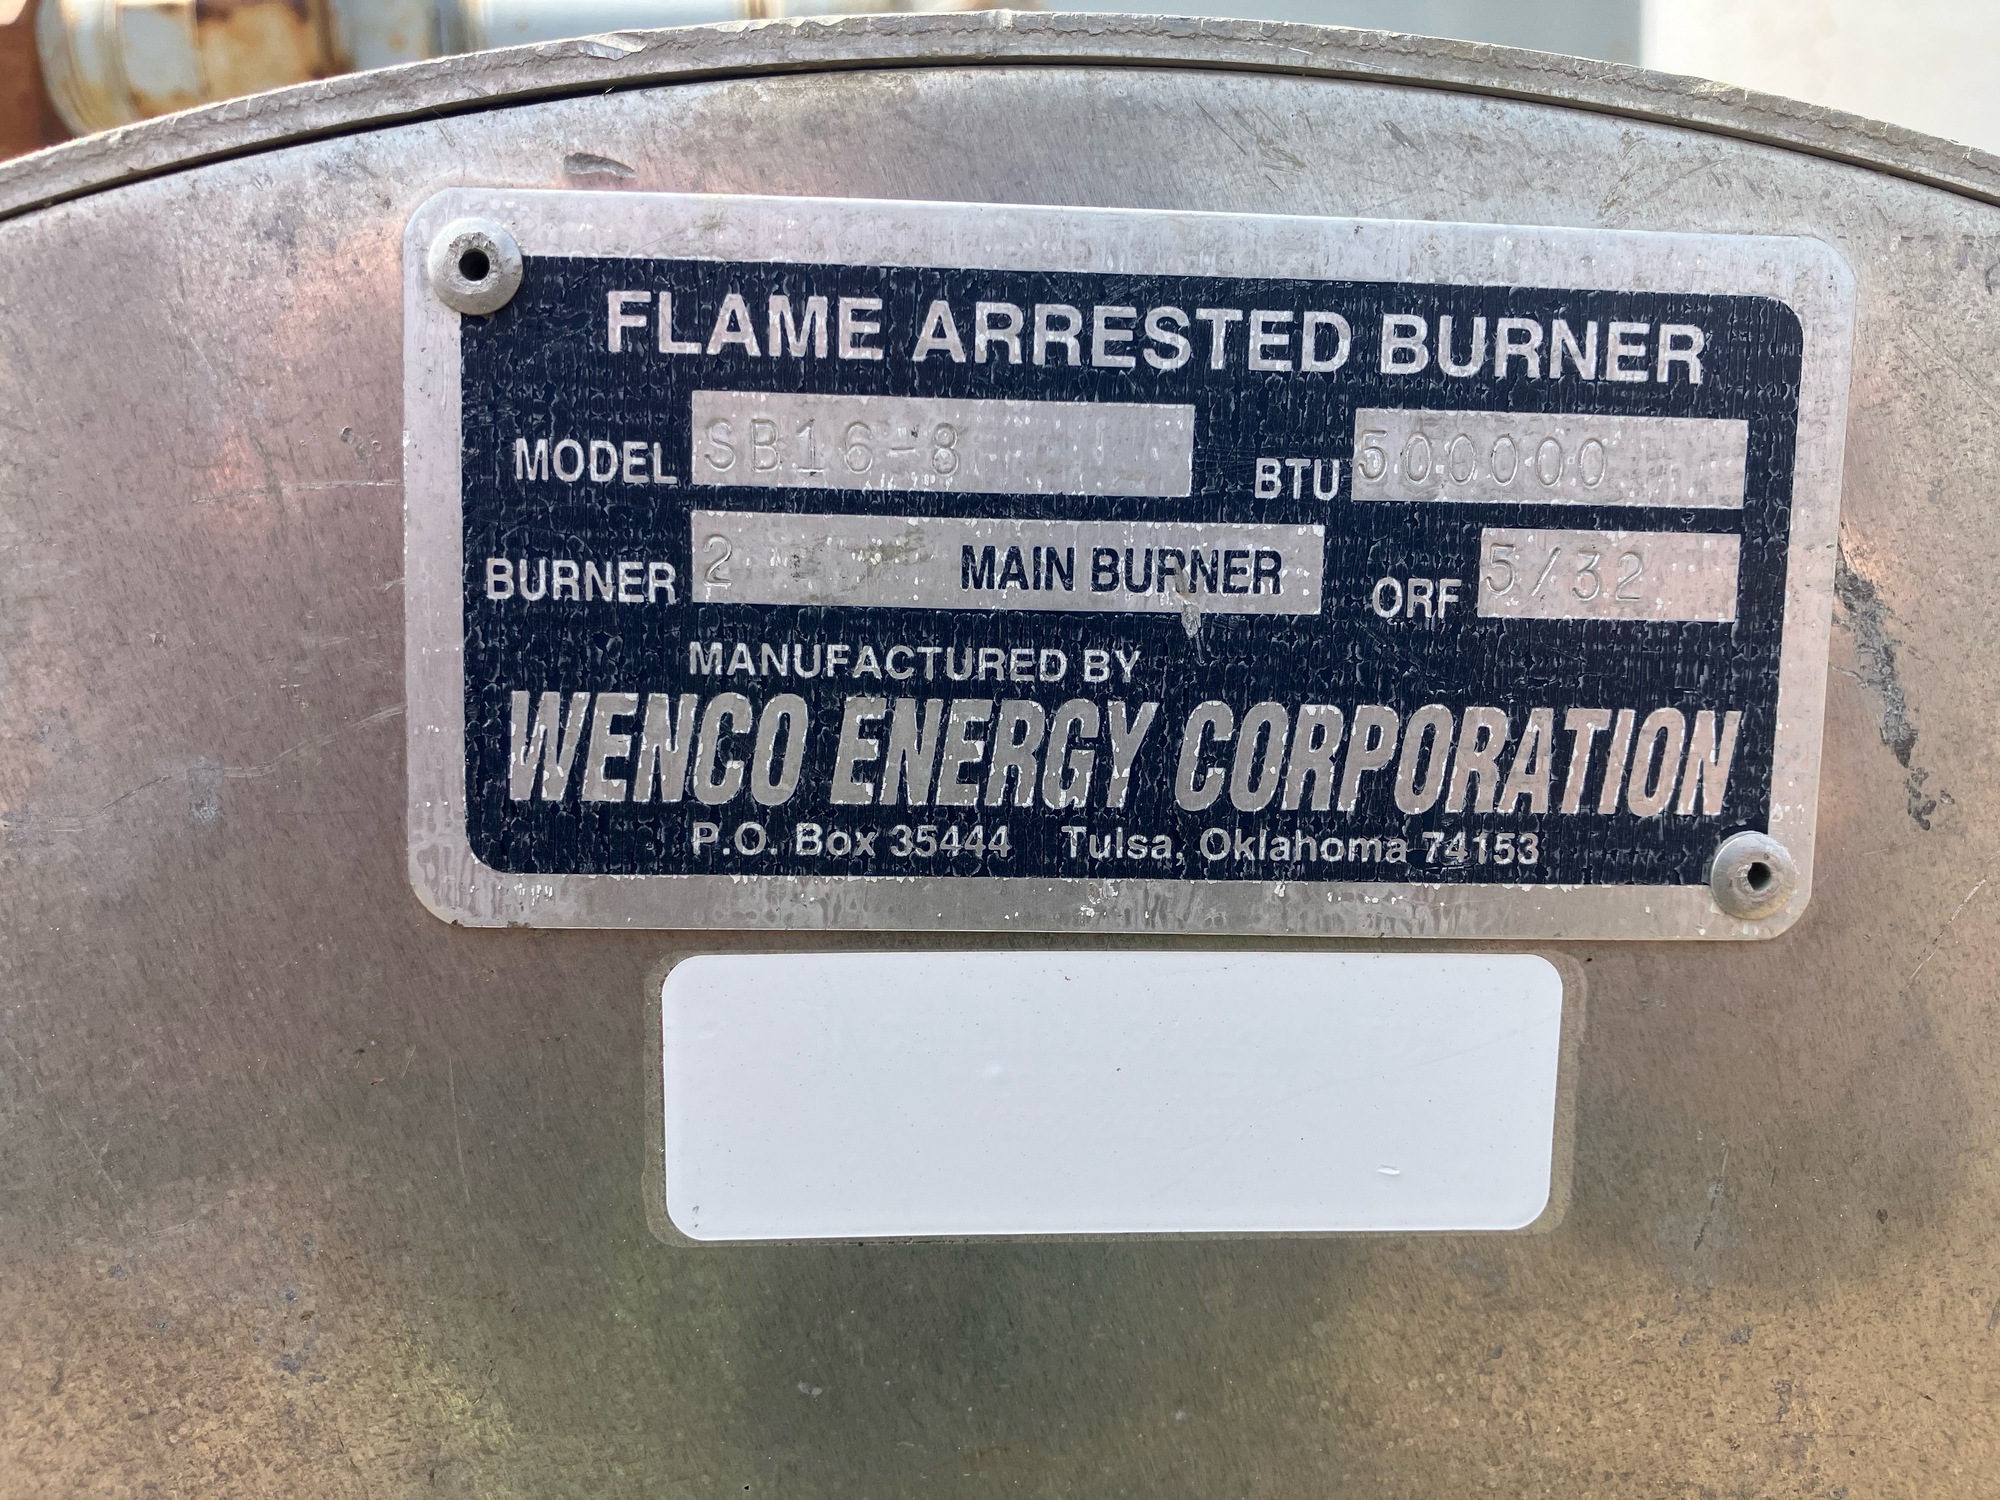 FLAME ARRESTED BURNER
MODEL SB16-8 BTU 500000
BURNER 2 MAIN BURNER ORF 5/32
MANUFACTURED BY
WENCO ENERGY CORPORATION
P.O. Box 35444 Tulsa, Oklahoma 74153